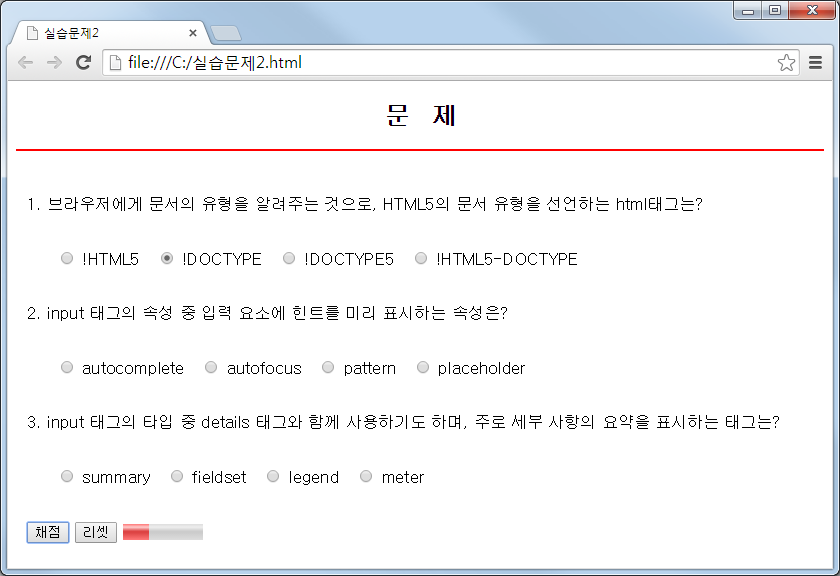 실습문제2
file:///C:/실습문제2.html
문 제
1. 브라우저에게 문서의 유형을 알려주는 것으로, HTML5의 문서 유형을 선언하는 html태그는?
!HTML5 !DOCTYPE !DOCTYPE5 !HTML5-DOCTYPE
2. input 태그의 속성 중 입력 요소에 힌트를 미리 표시하는 속성은?
autocomplete autofocus pattern placeholder
3. input 태그의 타입 중 details 태그와 함께 사용하기도 하며, 주로 세부 사항의 요약을 표시하는 태그는?
summary fieldset legend meter
채점 리셋